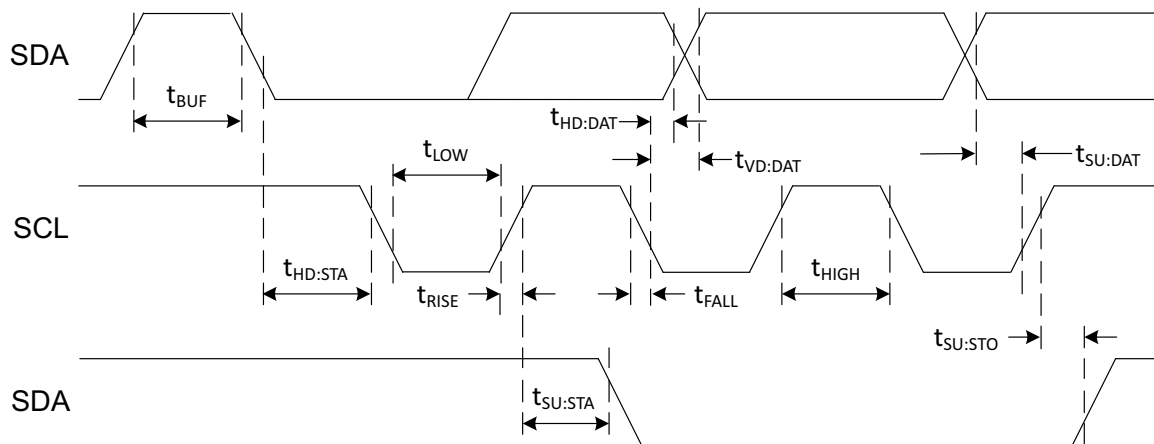 SDA
tBUF
tHD:DAT
tLOW
tVD:DAT
tSU:DAT
SCL
tHD:STA
tRISE
tFALL
tHIGH
tSU:STO
SDA
tSU:STA